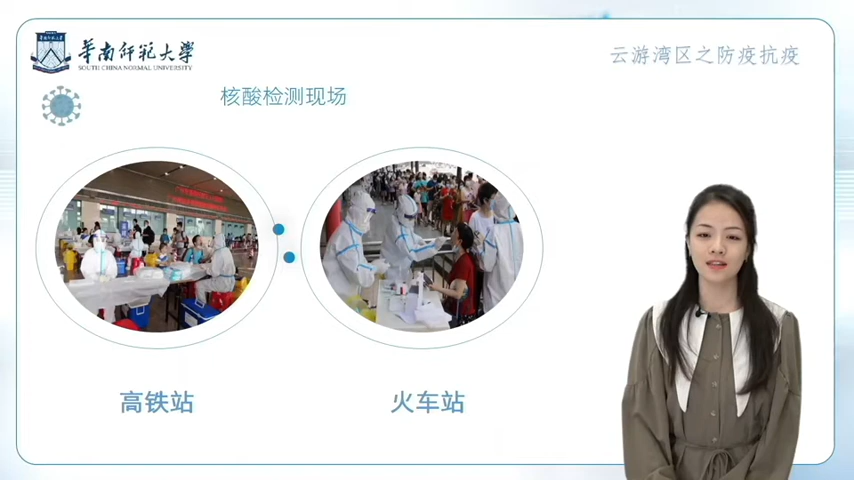 華南師範大學
SOUTH CHINA NORMAL UNIVERSITY
云游湾区之防疫抗疫
核酸检测现场
高铁站
火车站